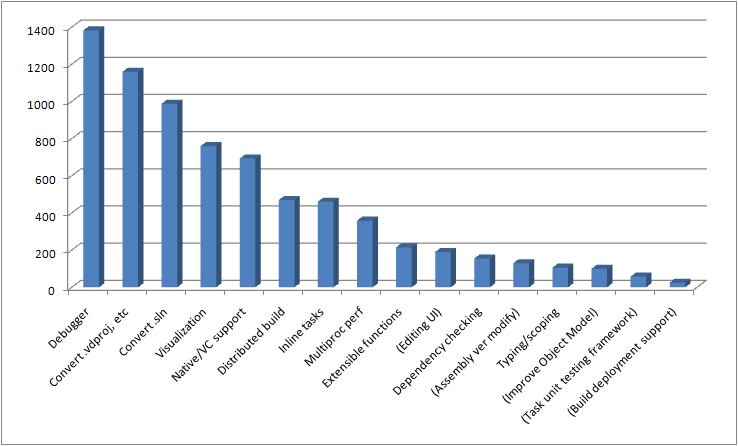 1400
1200
1000
800
600
400
200
0
Debugger
Convert .vdproj, etc
Convert .sln
Visualization
Native/VC support
Distributed build
Inline tasks
Multiproc perf
Extensible functions
(Editing UI)
Dependency checking
(Assembly ver modify)
Typing/scoping
(Improve Object Model)
(Task unit testing framework)
(Build deployment support)